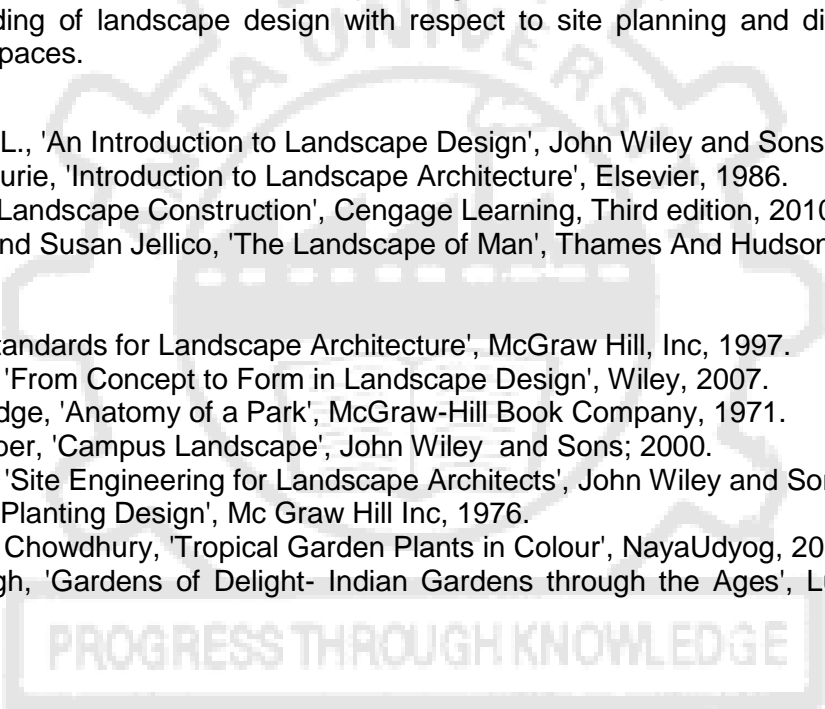 ding of landscape design with respect to site planning and di
paces.
L., 'An Introduction to Landscape Design', John Wiley and Sons
urie, 'Introduction to Landscape Architecture', Elsevier, 1986.
Landscape Construction', Cengage Learning, Third edition, 2010
nd Susan Jellico, 'The Landscape of Man', Thames And Hudson
tandards for Landscape Architecture', McGraw Hill, Inc, 1997.
'From Concept to Form in Landscape Design', Wiley, 2007.
dge, 'Anatomy of a Park', McGraw-Hill Book Company, 1971.
ber, 'Campus Landscape', John Wiley and Sons; 2000.
'Site Engineering for Landscape Architects', John Wiley and Son
Planting Design', Mc Graw Hill Inc, 1976.
Chowdhury, 'Tropical Garden Plants in Colour', NayaUdyog, 20
gh, 'Gardens of Delight- Indian Gardens through the Ages', Lu
PROGRESS THROUGH KNOWLEDGE